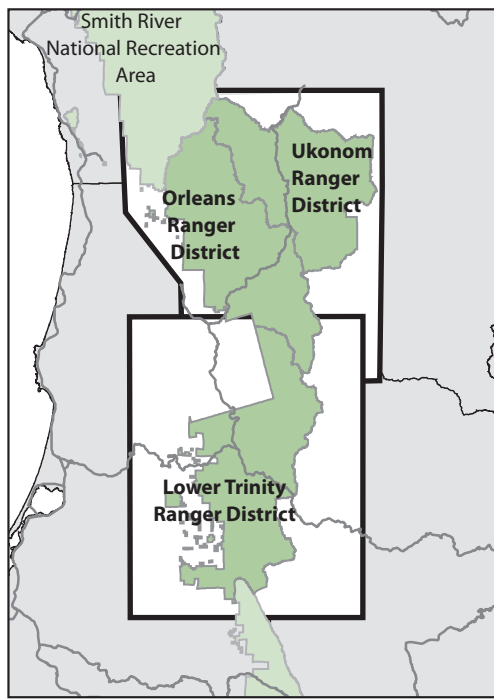 Smith River
National Recreation
Area
Ukonom
Ranger
District
Orleans
Ranger
District
Lower Trinity
Ranger District